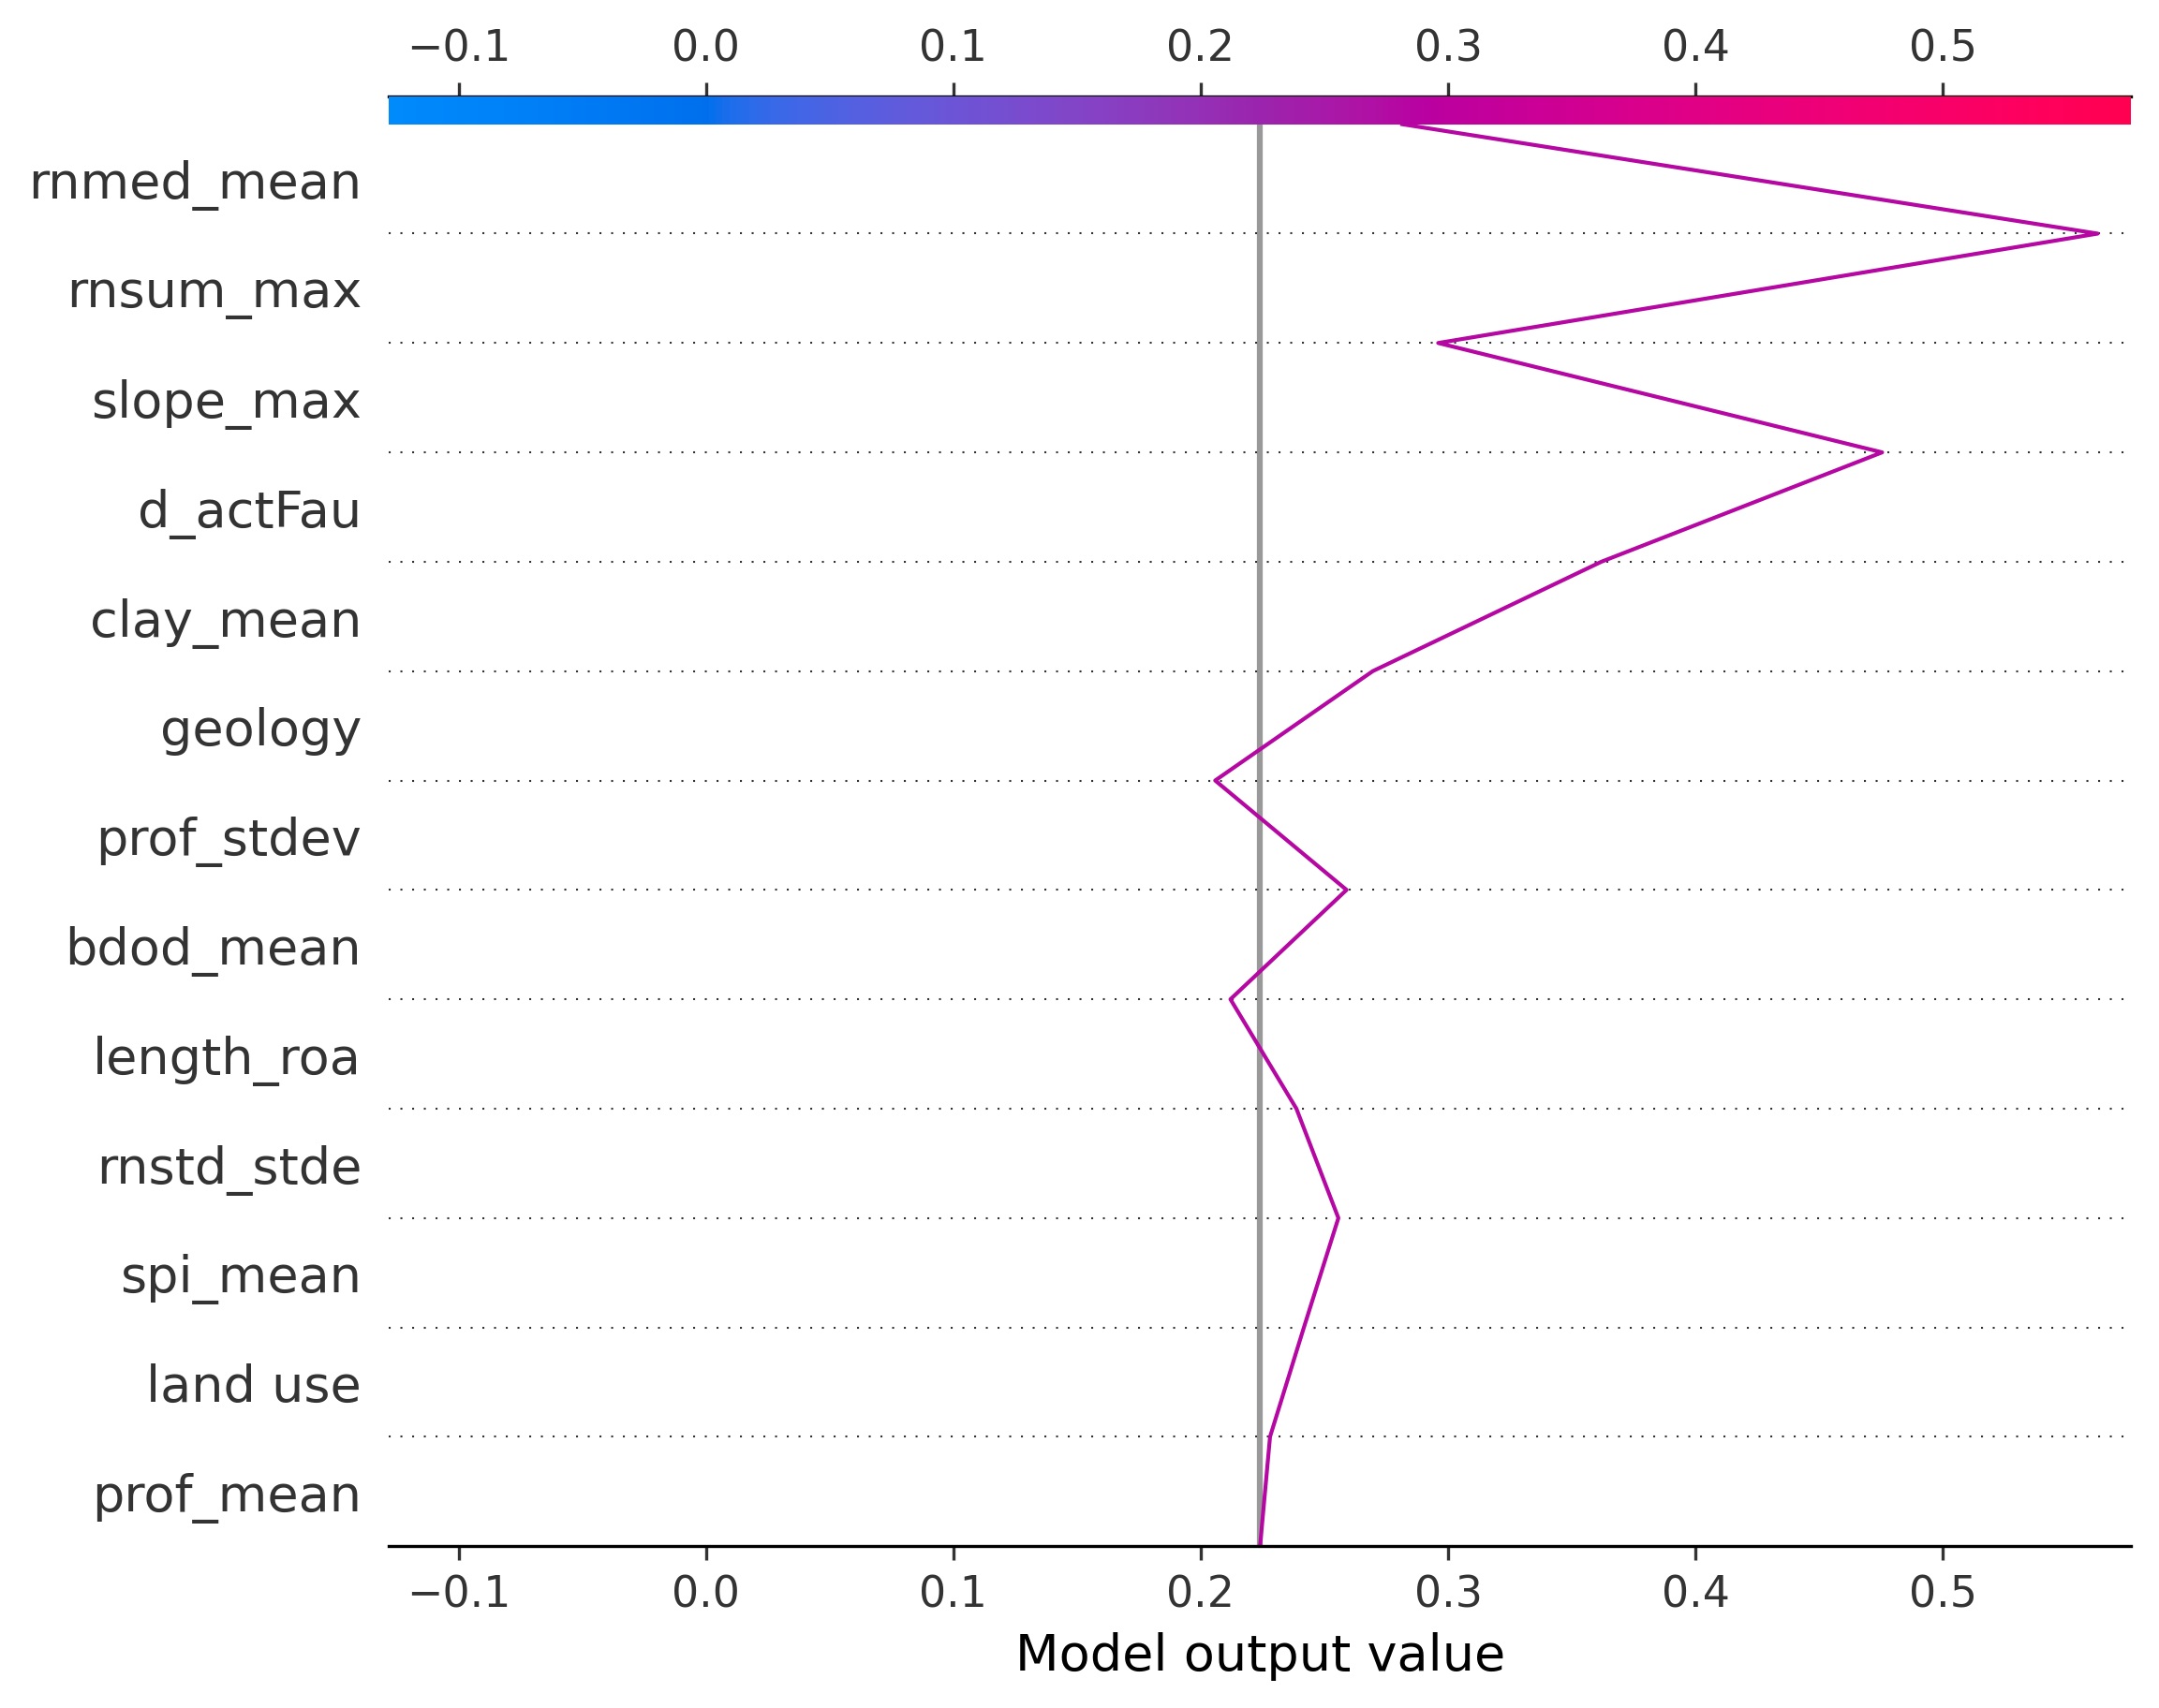 −0.1 0.0 0.1 0.2 0.3 0.4 0.5
rnmed_mean
rnsum_max
slope_max
d_actFau
clay_mean
geology
prof_stdev
bdod_mean
length_roa
rnstd_stde
spi_mean
land use
prof_mean
−0.1 0.0 0.1 0.2 0.3 0.4 0.5
Model output value